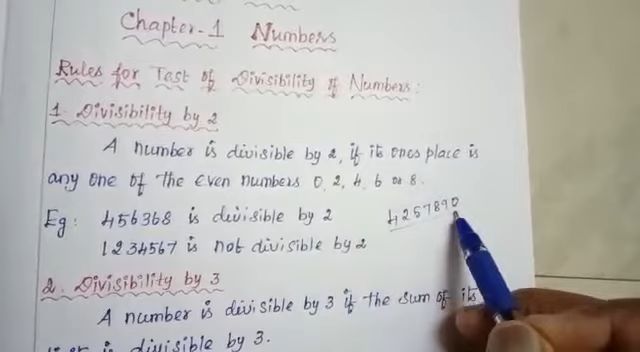 Chapter-1 Numbers
Rules for Test of Divisibility of Numbers:
1. Divisibility by 2
A number is divisible by 2, if its ones place is
any one of the even numbers 0, 2, 4, 6 or 8.
Eg: 456368 is divisible by 2 4257890
1234567 is not divisible by 2
2. Divisibility by 3
A number is divisible by 3 if the sum of its
is divisible by 3.